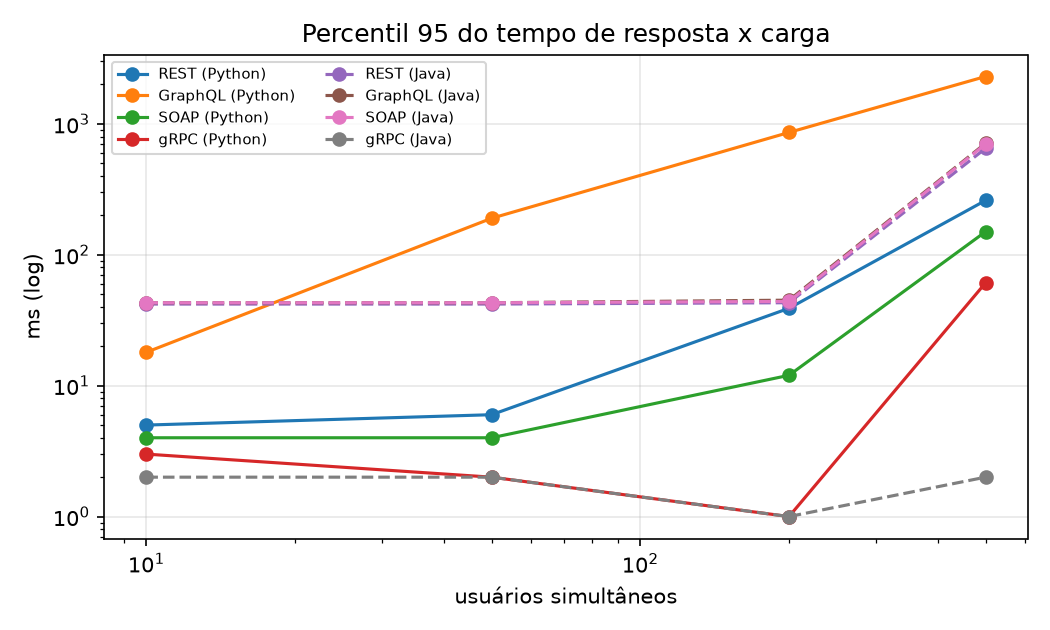 Percentil 95 do tempo de resposta x carga
REST (Python)
GraphQL (Python)
SOAP (Python)
gRPC (Python)
REST (Java)
GraphQL (Java)
SOAP (Java)
gRPC (Java)
ms (log)
10³
10²
10¹
10⁰
10¹
10²
usuários simultâneos